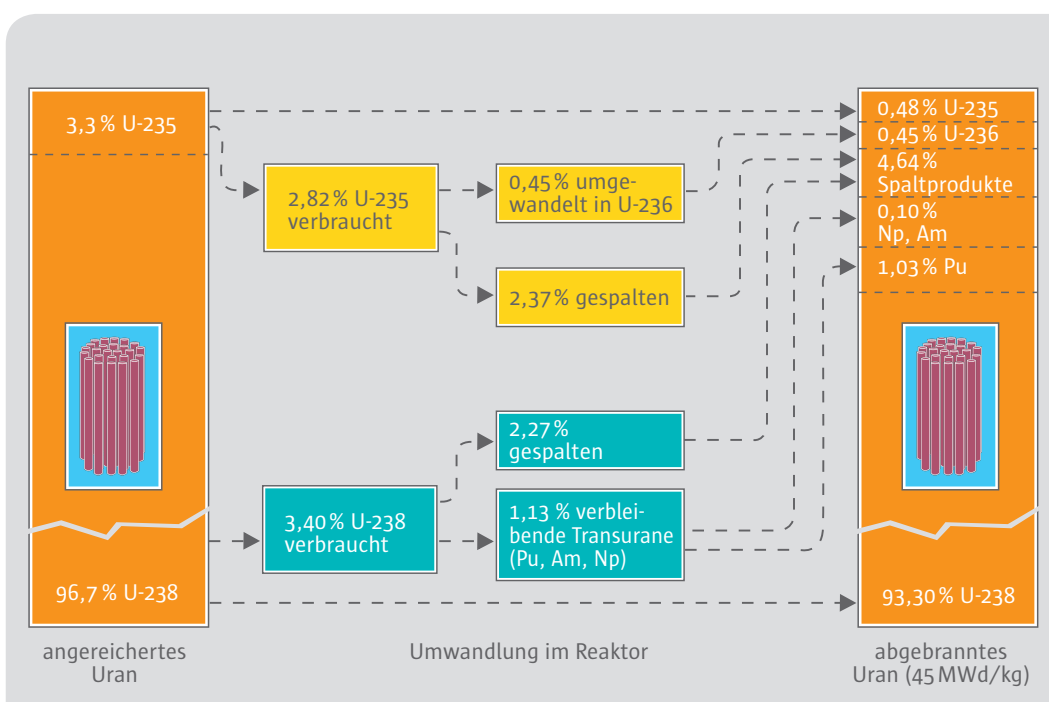 3,3 % U-235
2,82 % U-235
verbraucht
0,45 % umge-
wandelt in U-236
2,37 % gespalten
2,27 %
gespalten
3,40 % U-238
verbraucht
1,13 % verblei-
bende Transurane
(Pu, Am, Np)
96,7 % U-238
0,48 % U-235
0,45 % U-236
4,64 %
Spaltprodukte
0,10 %
Np, Am
1,03 % Pu
93,30 % U-238
angereichertes
Uran
Umwandlung im Reaktor
abgebranntes
Uran (45 MWd/kg)